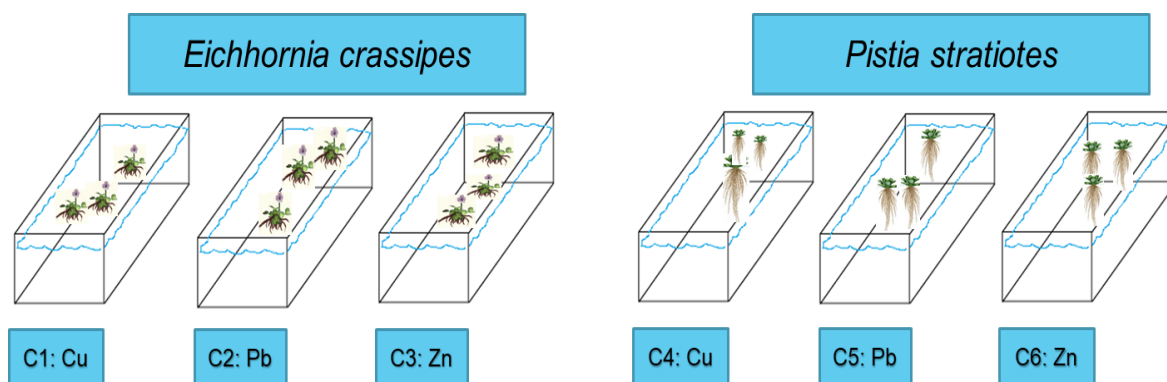 Eichhornia crassipes
Pistia stratiotes
C1: Cu
C2: Pb
C3: Zn
C4: Cu
C5: Pb
C6: Zn